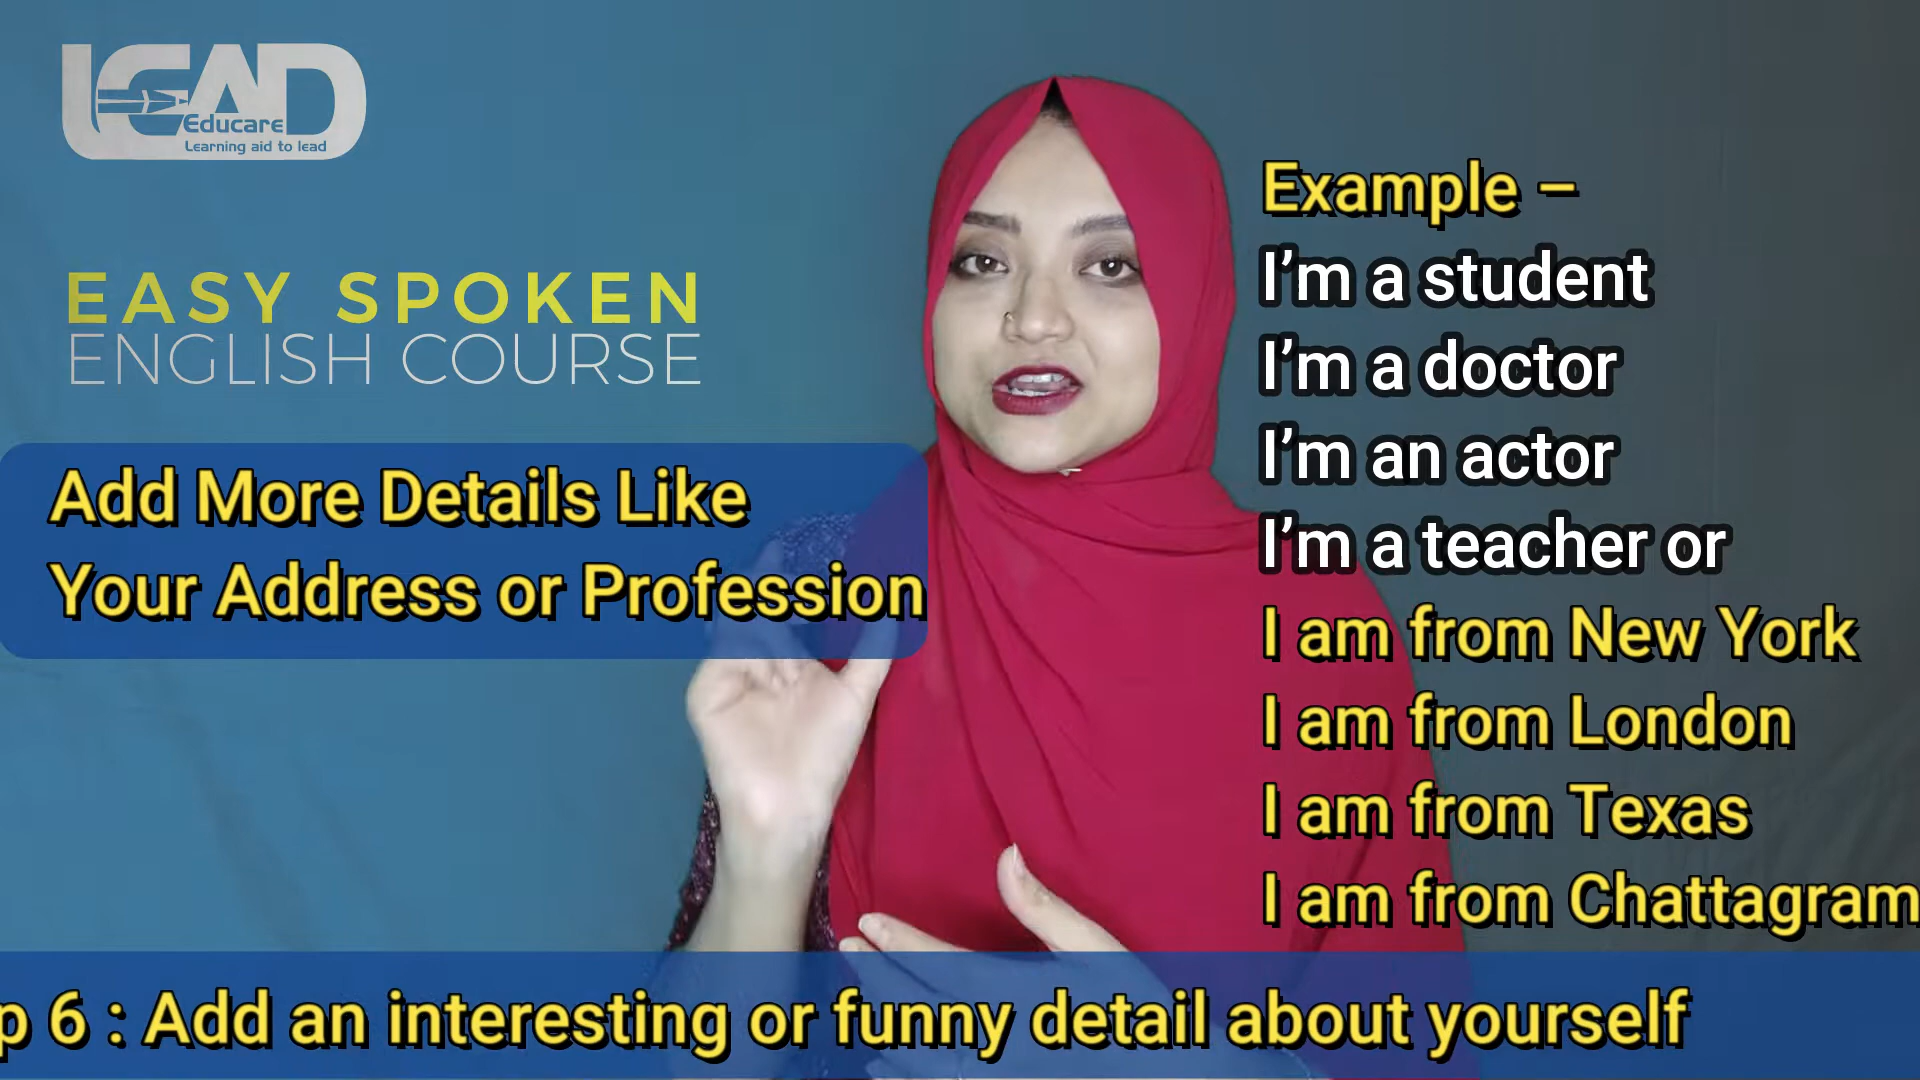 LEAD
Educare
Learning aid to lead
EASY SPOKEN
ENGLISH COURSE
Add More Details Like
Your Address or Profession
Example –
I'm a student
I'm a doctor
I'm an actor
I'm a teacher or
I am from New York
I am from London
I am from Texas
I am from Chattagram
p 6 : Add an interesting or funny detail about yourself